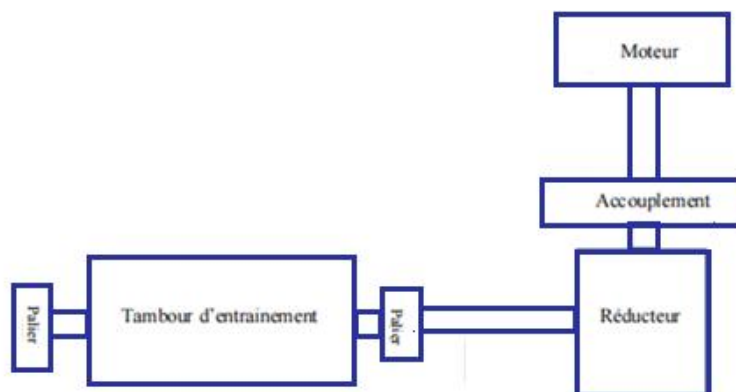 Moteur
Accouplement
Palier
Tambour d'entrainement
Palier
Réducteur